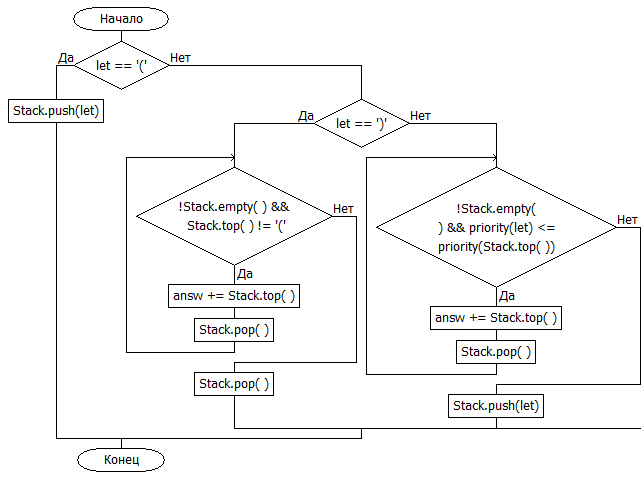 Начало
Да
let == '('
Нет
Stack.push(let)
Да
let == ')'
Нет
!Stack.empty( ) &&
Stack.top( ) != '('
Нет
Да
answ += Stack.top( )
Stack.pop( )
Stack.pop( )
!Stack.empty(
) && priority(let) <=
priority(Stack.top( ))
Нет
Да
answ += Stack.top( )
Stack.pop( )
Stack.push(let)
Конец